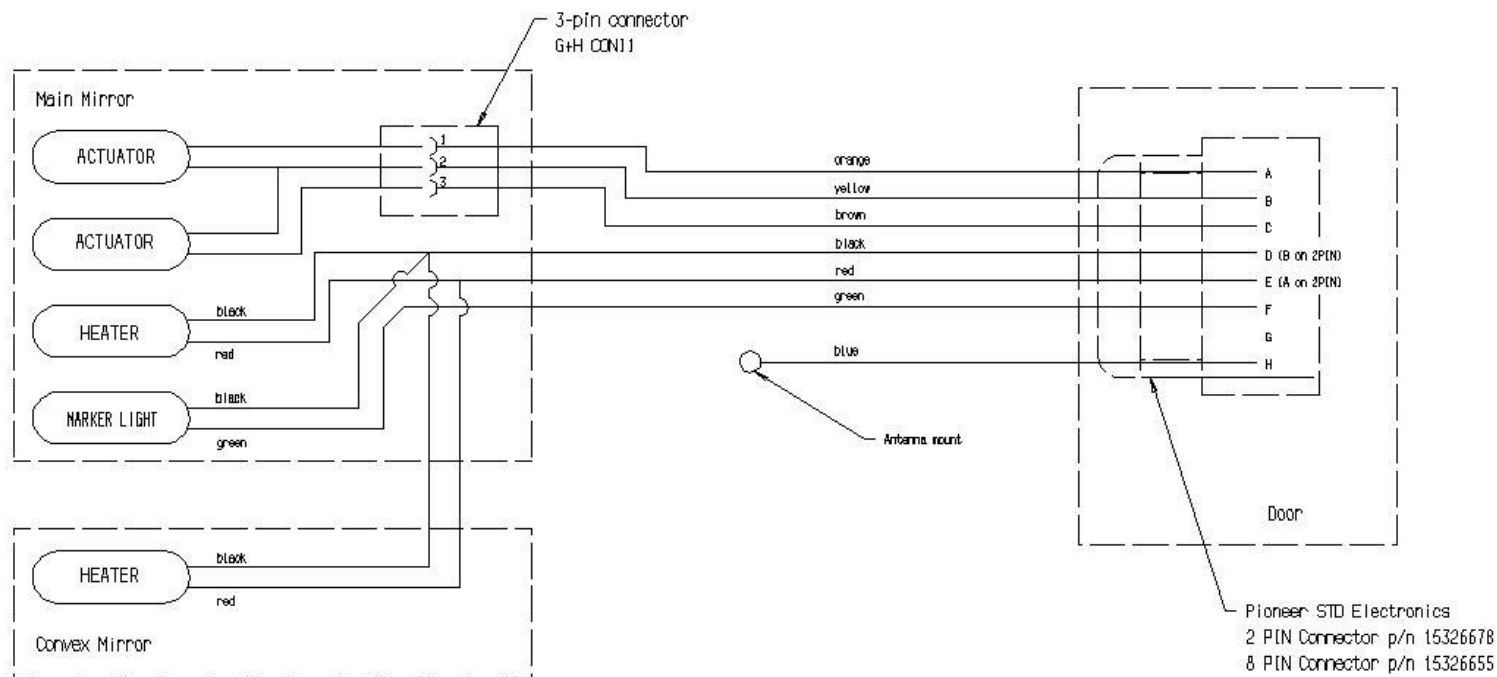 3-pin connector
G+H CON11
Main Mirror
ACTUATOR
1
2
3
orange
A
yellow
B
brown
C
ACTUATOR
black
D (B on 2PIN)
red
E (A on 2PIN)
green
F
black
HEATER
red
G
blue
H
black
MARKER LIGHT
green
Antenna mount
Door
black
HEATER
red
Convex Mirror
Pioneer STD Electronics
2 PIN Connector p/n 15326678
8 PIN Connector p/n 15326655